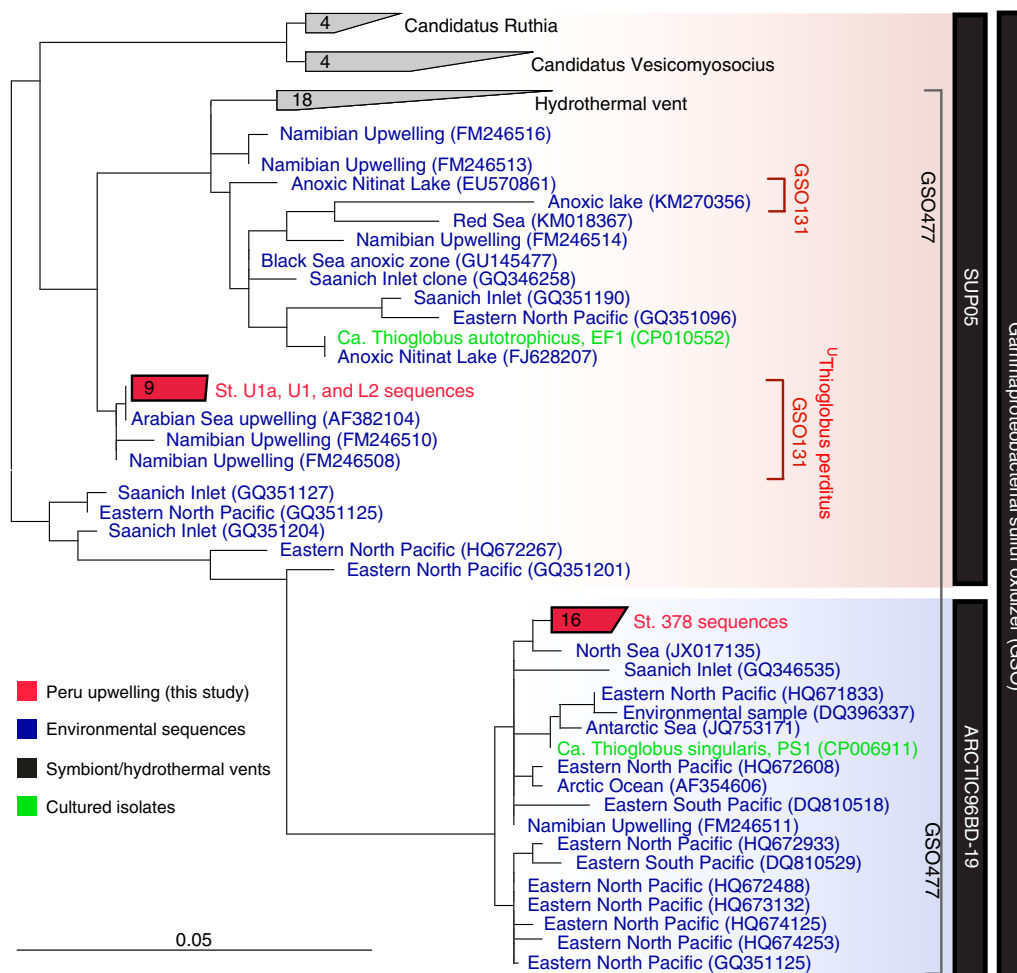 4
Candidatus Ruthia
4
Candidatus Vesicomyosocius
18
Hydrothermal vent
Namibian Upwelling (FM246516)
Namibian Upwelling (FM246513)
Anoxic Nitinat Lake (EU570861)
Anoxic lake (KM270356)
Red Sea (KM018367)
Namibian Upwelling (FM246514)
Black Sea anoxic zone (GU145477)
Saanich Inlet clone (GQ346258)
Saanich Inlet (GQ351190)
Eastern North Pacific (GQ351096)
Ca. Thioglobus autotrophicus, EF1 (CP010552)
Anoxic Nitinat Lake (FJ628207)
9
St. U1a, U1, and L2 sequences
Arabian Sea upwelling (AF382104)
Namibian Upwelling (FM246510)
Namibian Upwelling (FM246508)
Saanich Inlet (GQ351127)
Eastern North Pacific (GQ351125)
Saanich Inlet (GQ351204)
Eastern North Pacific (HQ672267)
Eastern North Pacific (GQ351201)
16
St. 378 sequences
North Sea (JX017135)
Saanich Inlet (GQ346535)
Eastern North Pacific (HQ671833)
Environmental sample (DQ396337)
Antarctic Sea (JQ753171)
Ca. Thioglobus singularis, PS1 (CP006911)
Eastern North Pacific (HQ672608)
Arctic Ocean (AF354606)
Eastern South Pacific (DQ810518)
Namibian Upwelling (FM246511)
Eastern North Pacific (HQ672933)
Eastern South Pacific (DQ810529)
Eastern North Pacific (HQ672488)
Eastern North Pacific (HQ673132)
Eastern North Pacific (HQ674125)
Eastern North Pacific (HQ674253)
Eastern North Pacific (GQ351125)
GSO131
GSO131
UThioglobus perditus
GSO477
GSO477
SUP05
ARCTIC96BD-19
Gammaproteobacterial sulfur oxidizer (GSO)
Peru upwelling (this study)
Environmental sequences
Symbiont/hydrothermal vents
Cultured isolates
0.05